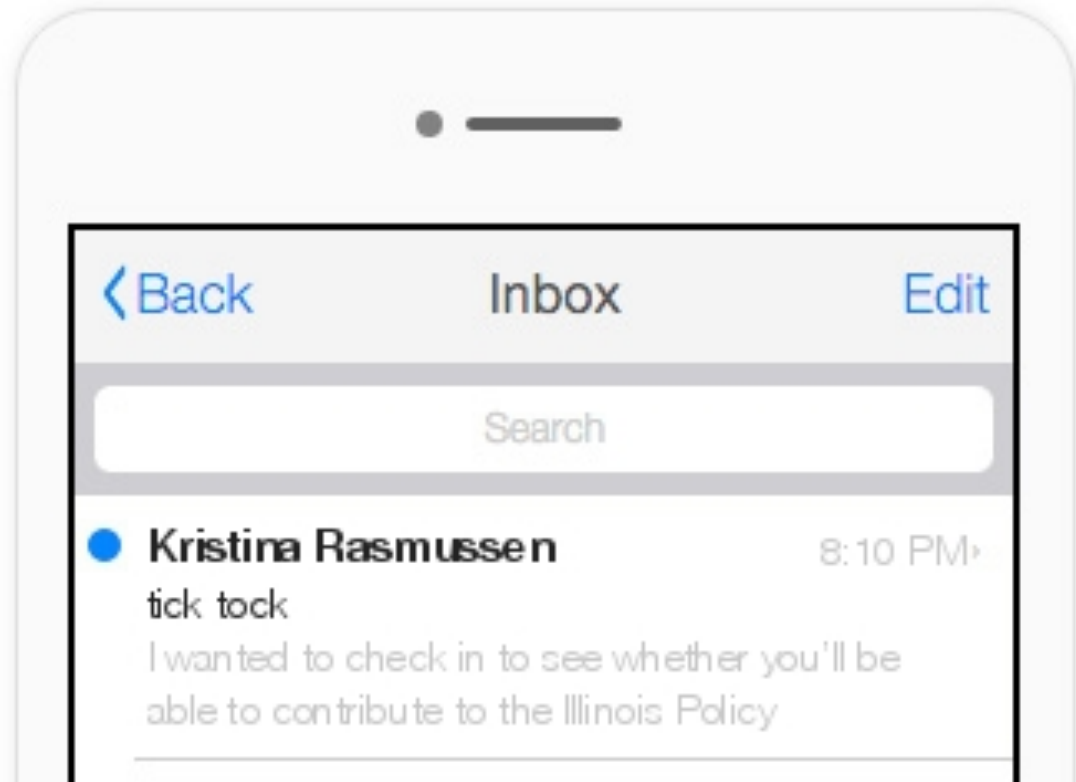 Back Inbox Edit
Search
Kristina Rasmussen 8:10 PM
tick tock
I wanted to check in to see whether you'll be
able to contribute to the Illinois Policy